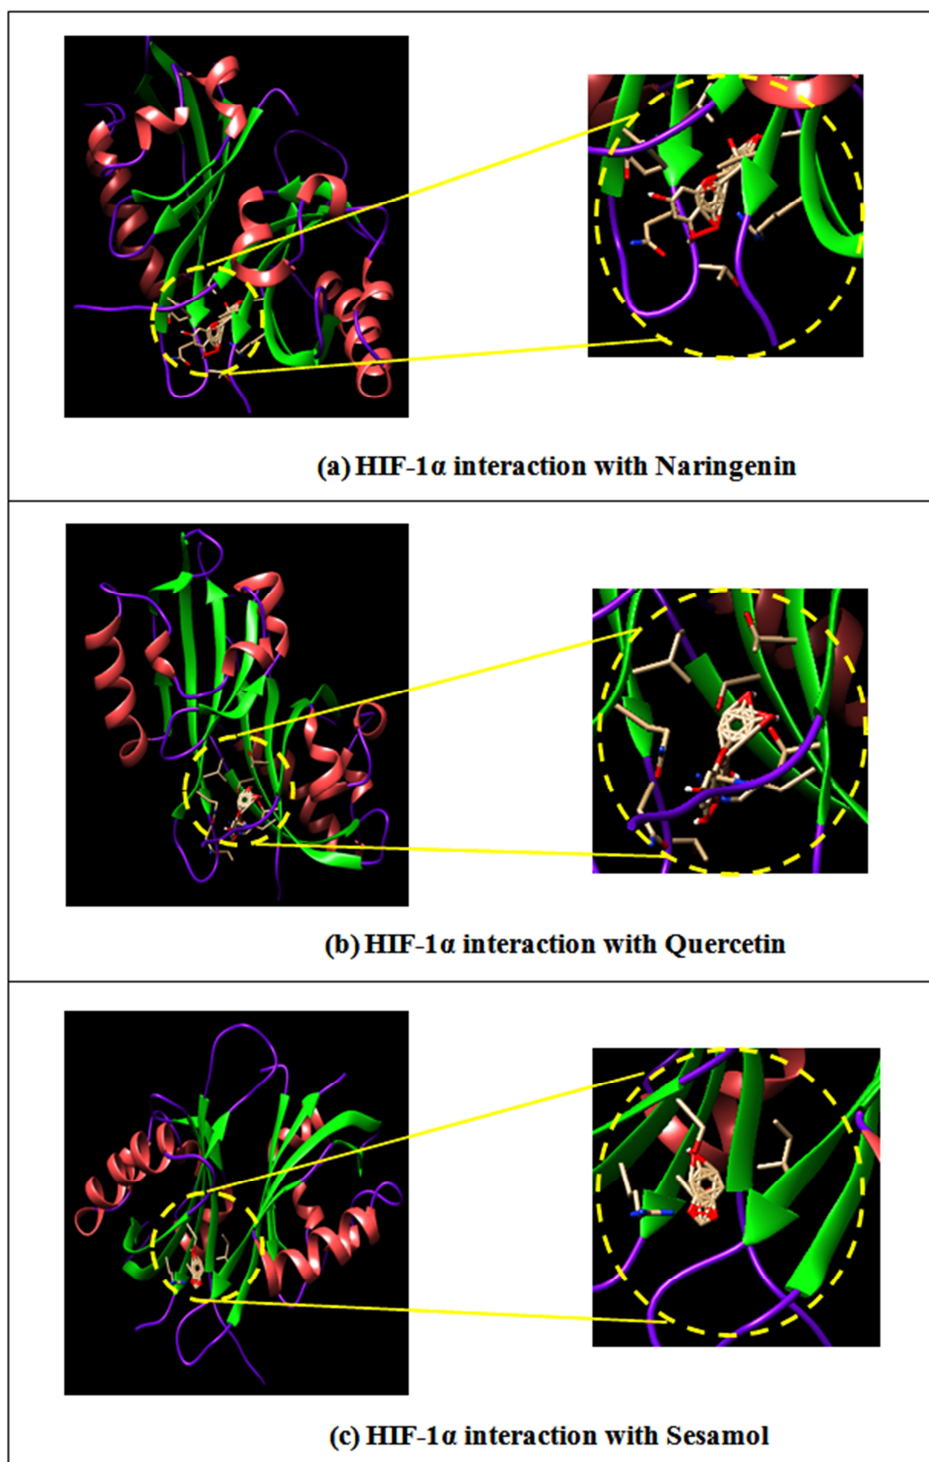 (a) HIF-1α interaction with Naringenin
(b) HIF-1α interaction with Quercetin
(c) HIF-1α interaction with Sesamol